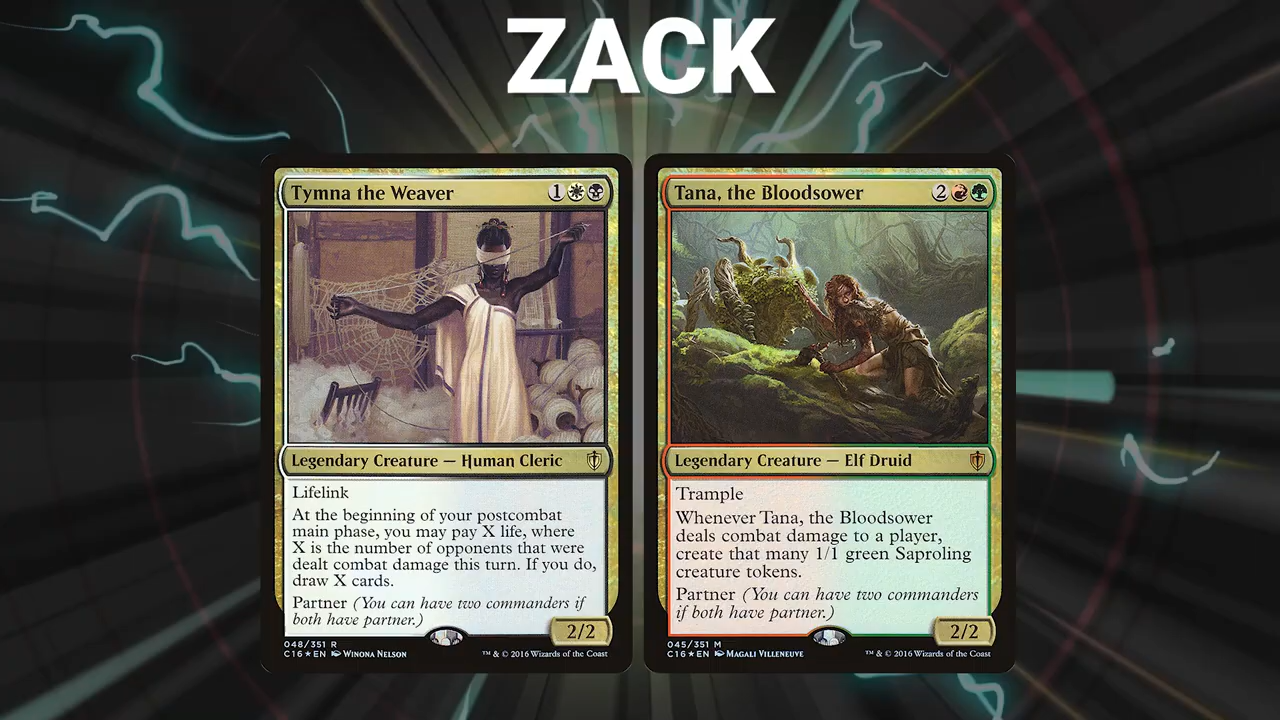 ZACK
Tymna the Weaver 1
Legendary Creature — Human Cleric
Lifelink
At the beginning of your postcombat
main phase, you may pay X life, where
X is the number of opponents that were
dealt combat damage this turn. If you do,
draw X cards.
Partner (You can have two commanders if
both have partner.)
2/2
048/351 R
C16★EN Winona Nelson
™ & © 2016 Wizards of the Coast
Tana, the Bloodsower 2
Legendary Creature — Elf Druid
Trample
Whenever Tana, the Bloodsower
deals combat damage to a player,
create that many 1/1 green Saproling
creature tokens.
Partner (You can have two commanders
if both have partner.)
2/2
045/351 M
C16★EN Magali Villeneuve
™ & © 2016 Wizards of the Coast